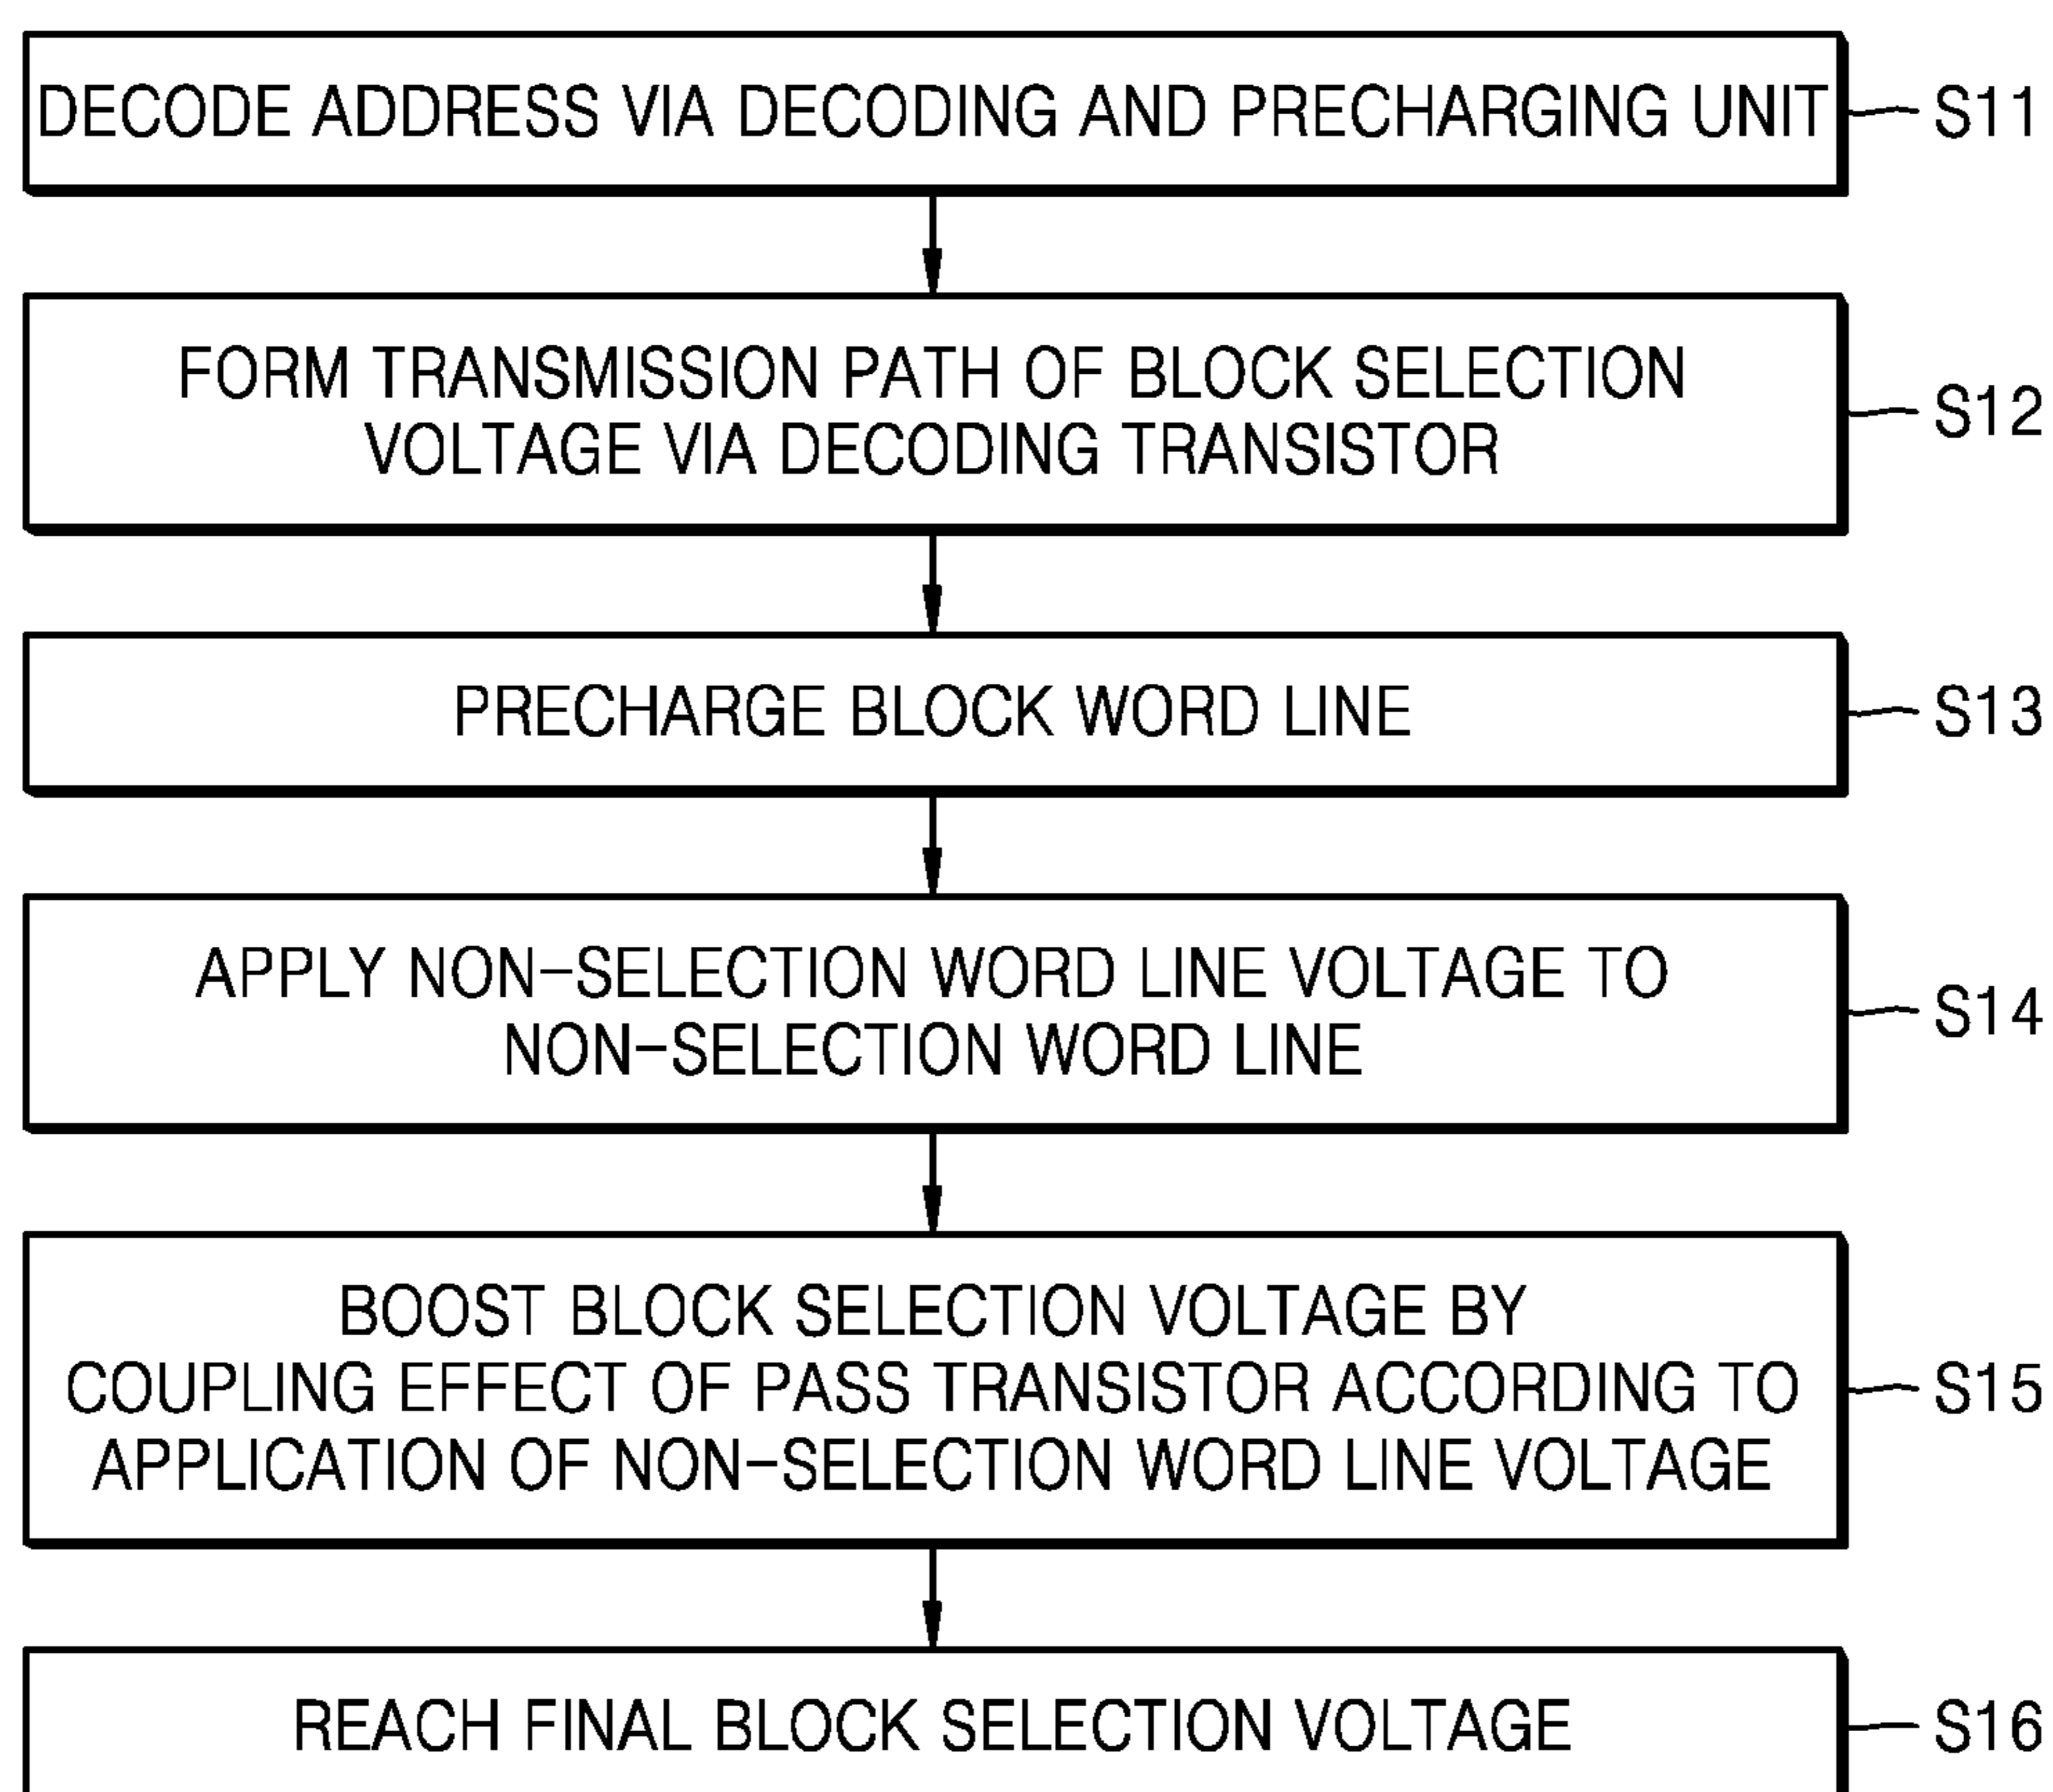 DECODE ADDRESS VIA DECODING AND PRECHARGING UNIT
S11
FORM TRANSMISSION PATH OF BLOCK SELECTION
VOLTAGE VIA DECODING TRANSISTOR
S12
PRECHARGE BLOCK WORD LINE
S13
APPLY NON-SELECTION WORD LINE VOLTAGE TO
NON-SELECTION WORD LINE
S14
BOOST BLOCK SELECTION VOLTAGE BY
COUPLING EFFECT OF PASS TRANSISTOR ACCORDING TO
APPLICATION OF NON-SELECTION WORD LINE VOLTAGE
S15
REACH FINAL BLOCK SELECTION VOLTAGE
S16